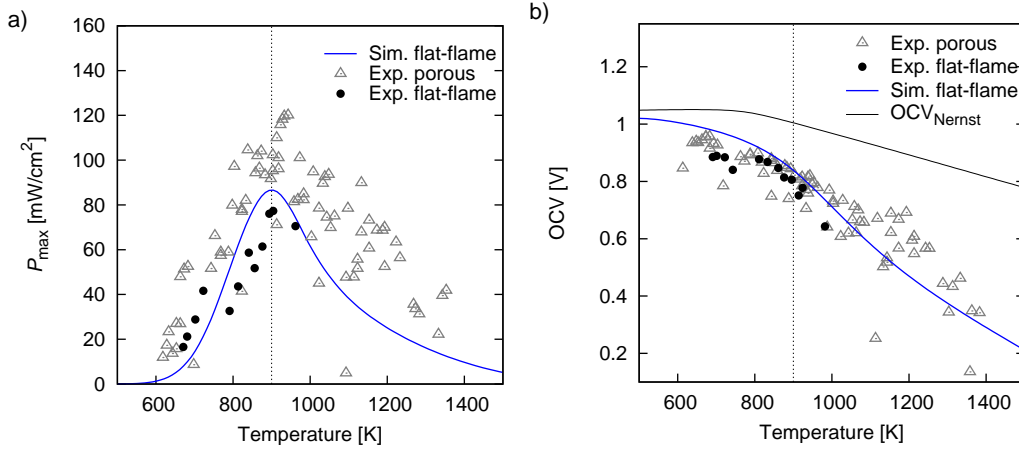 a)
160
140
120
100
80
60
40
20
0
P_max [mW/cm²]
600
800
1000
1200
1400
Temperature [K]
Sim. flat-flame
Exp. porous
Exp. flat-flame
b)
1.2
1
0.8
0.6
0.4
0.2
OCV [V]
600
800
1000
1200
1400
Temperature [K]
Exp. porous
Exp. flat-flame
Sim. flat-flame
OCV_Nernst